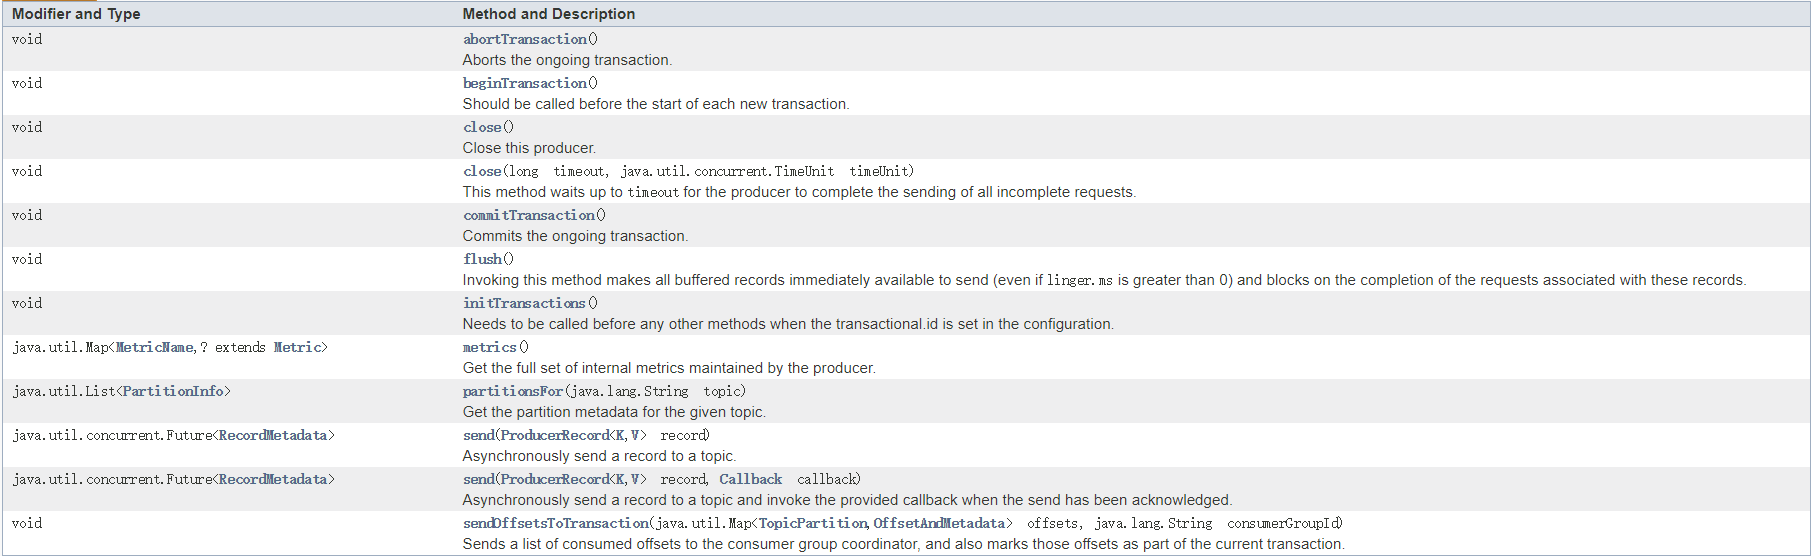 Modifier and Type Method and Description
void abortTransaction()
Aborts the ongoing transaction.
void beginTransaction()
Should be called before the start of each new transaction.
void close()
Close this producer.
void close(long timeout, java.util.concurrent.TimeUnit timeUnit)
This method waits up to timeout for the producer to complete the sending of all incomplete requests.
void commitTransaction()
Commits the ongoing transaction.
void flush()
Invoking this method makes all buffered records immediately available to send (even if linger.ms is greater than 0) and blocks on the completion of the requests associated with these records.
void initTransactions()
Needs to be called before any other methods when the transactional.id is set in the configuration.
java.util.Map<MetricName,? extends Metric> metrics()
Get the full set of internal metrics maintained by the producer.
java.util.List<PartitionInfo> partitionsFor(java.lang.String topic)
Get the partition metadata for the given topic.
java.util.concurrent.Future<RecordMetadata> send(ProducerRecord<K,V> record)
Asynchronously send a record to a topic.
java.util.concurrent.Future<RecordMetadata> send(ProducerRecord<K,V> record, Callback callback)
Asynchronously send a record to a topic and invoke the provided callback when the send has been acknowledged.
void sendOffsetsToTransaction(java.util.Map<TopicPartition,OffsetAndMetadata> offsets, java.lang.String consumerGroupId)
Sends a list of consumed offsets to the consumer group coordinator, and also marks those offsets as part of the current transaction.